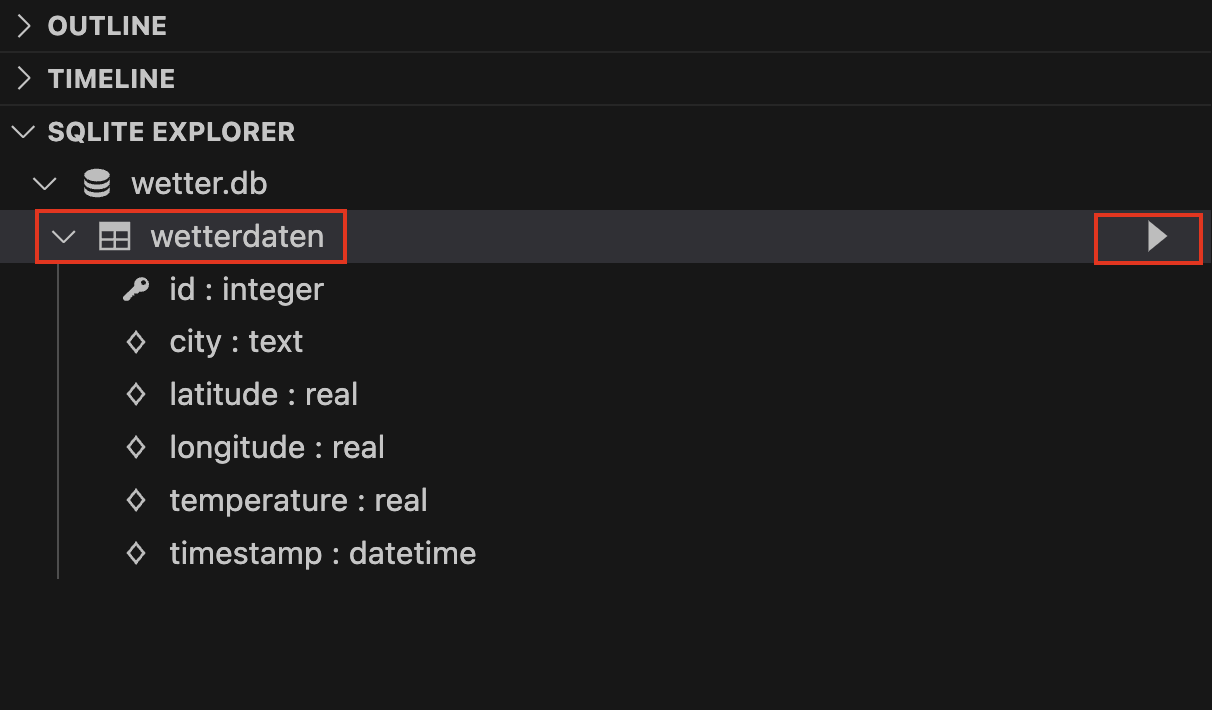 OUTLINE
TIMELINE
SQLITE EXPLORER
wetter.db
wetterdaten
id : integer
city : text
latitude : real
longitude : real
temperature : real
timestamp : datetime